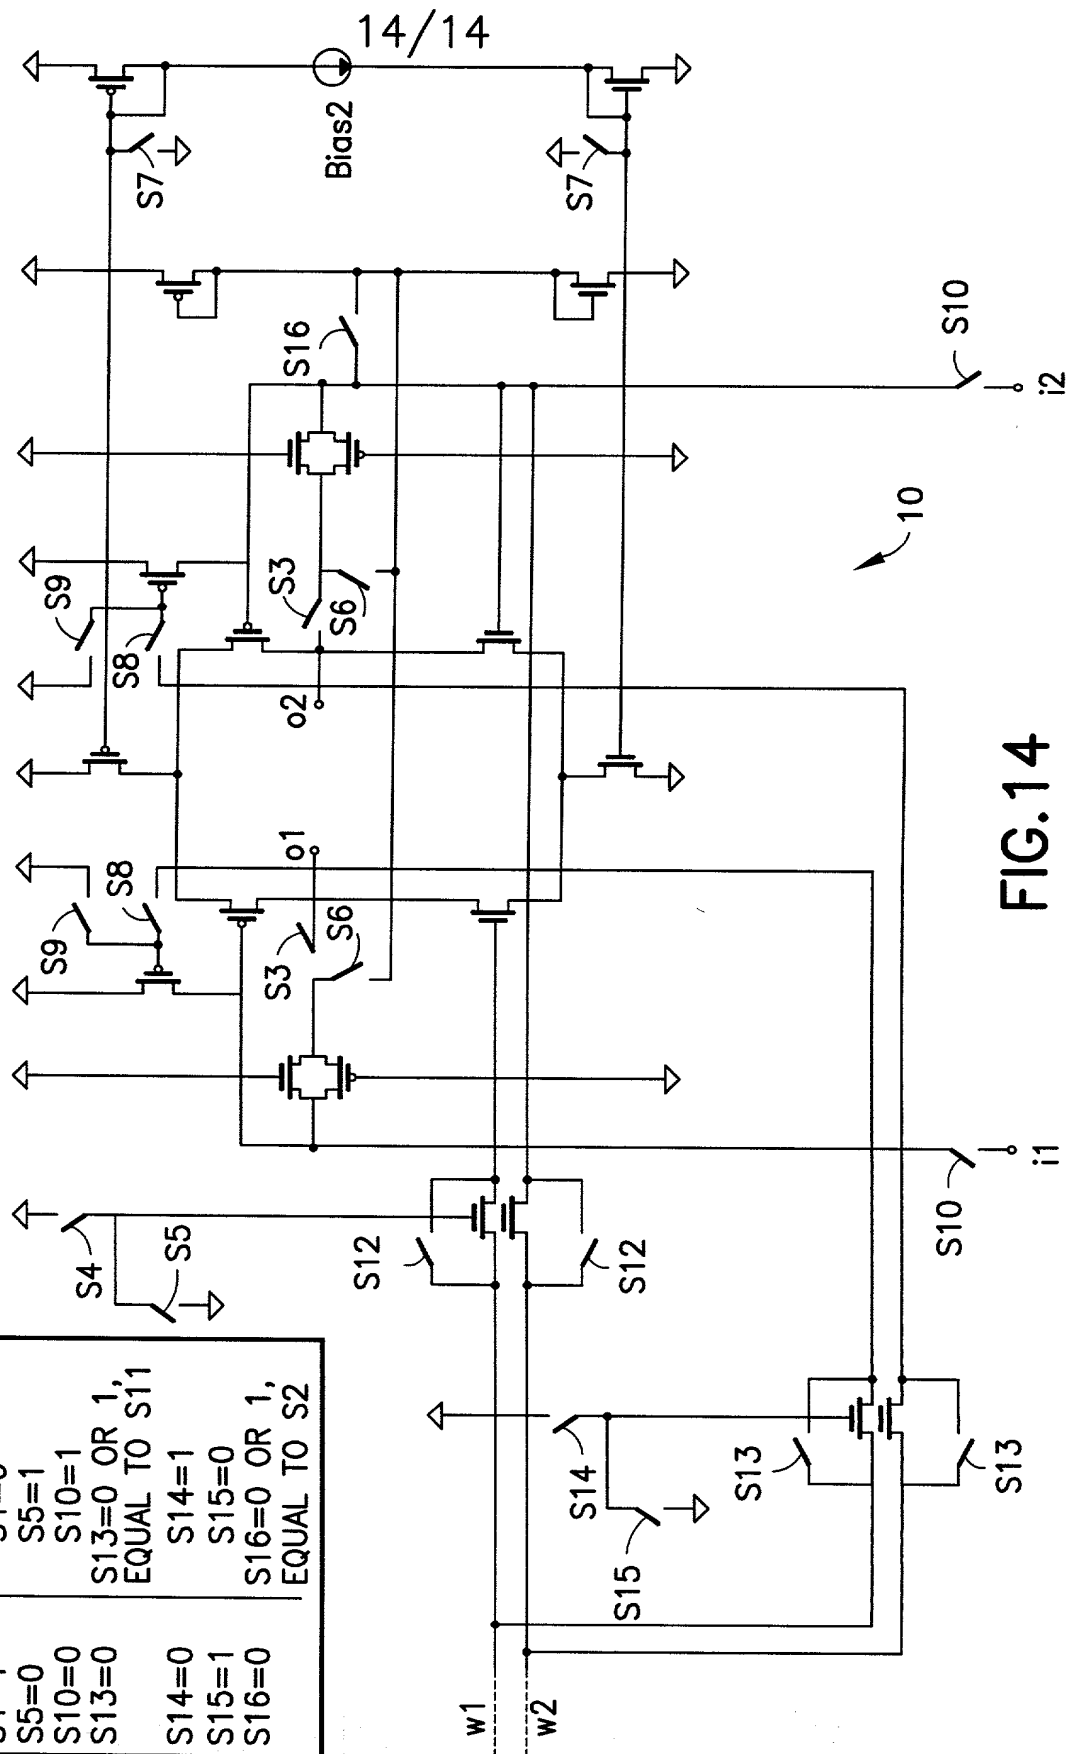 14/14
Bias2
S7
S7
S16
S10
i2
S9
S8
S3
S6
o2
10
S9
S8
o1
S3
S6
S10
i1
S4
S5
S12
S12
S14
S15
S13
S13
w1
w2
S5=0
S10=0
S13=0
S14=0
S15=1
S16=0
S5=1
S10=1
S13=0 OR 1,
EQUAL TO S11
S14=1
S15=0
S16=0 OR 1,
EQUAL TO S2
FIG.14